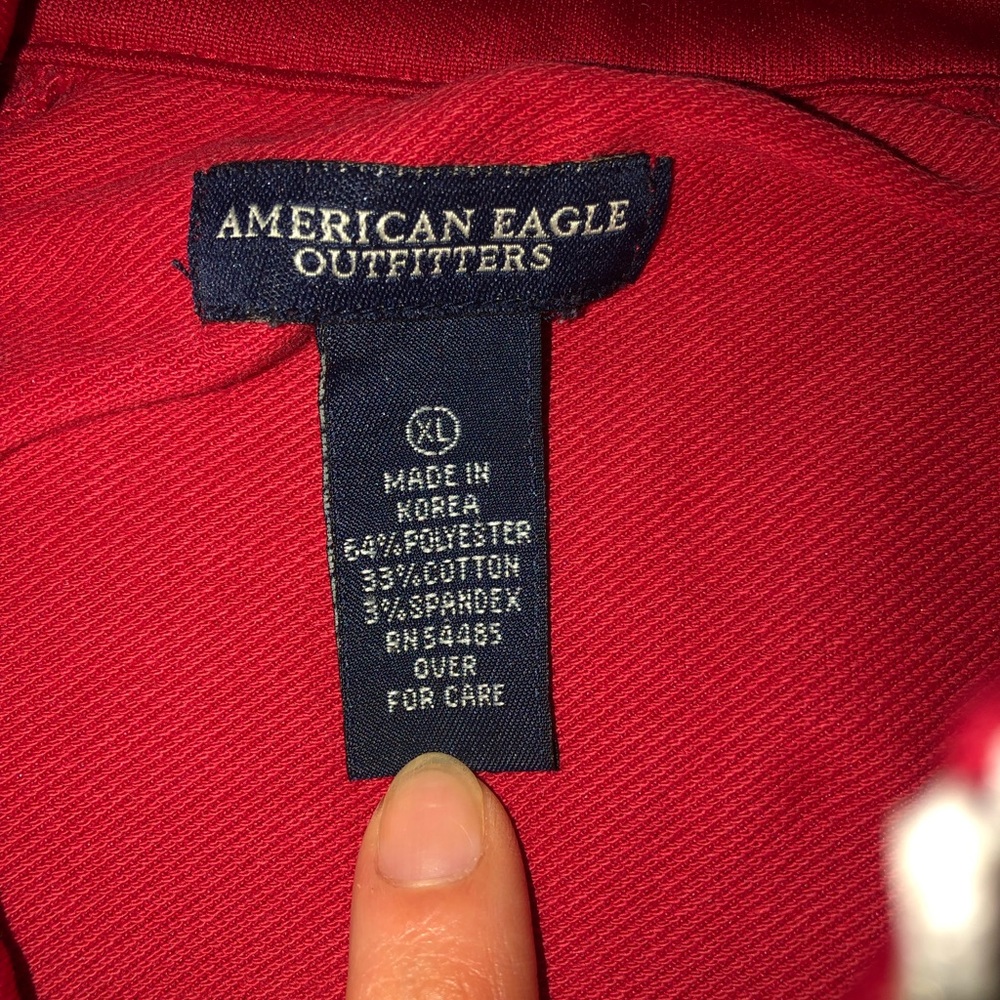 AMERICAN EAGLE
OUTFITTERS
XL
MADE IN
KOREA
64%POLYESTER
33%COTTON
3%SPANDEX
RN54485
OVER
FOR CARE